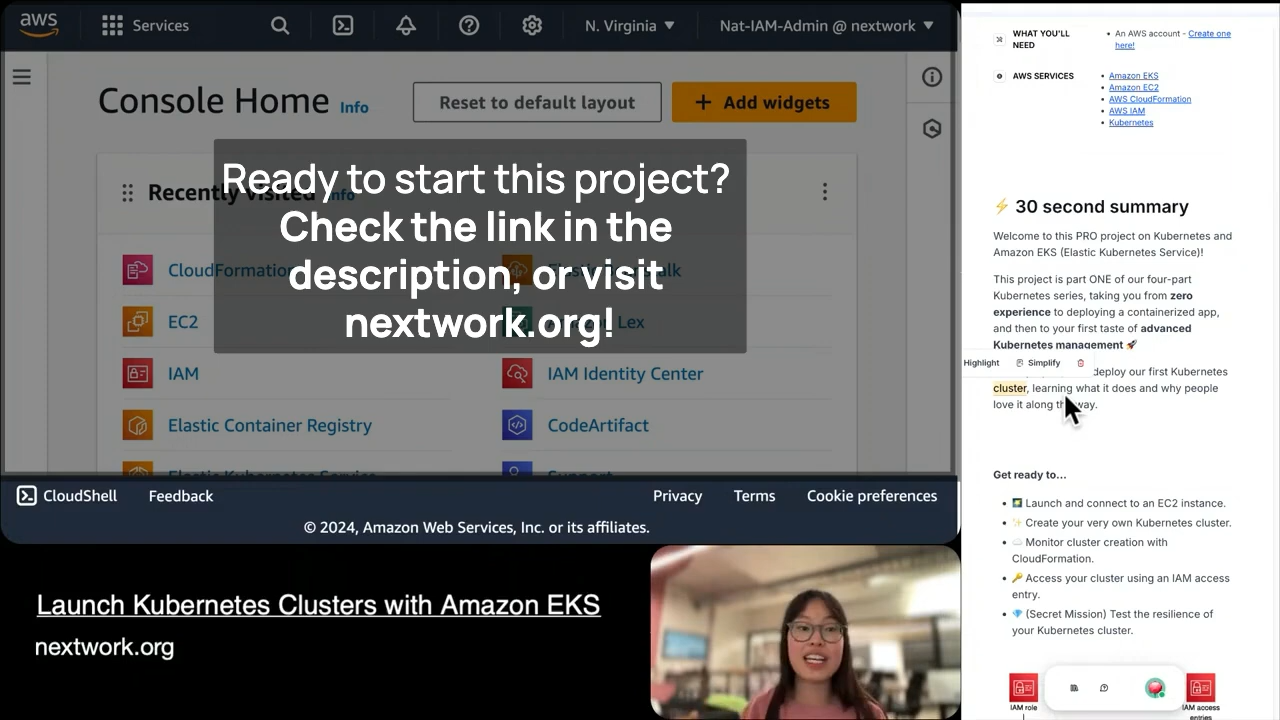 aws
Services
N. Virginia
Nat-IAM-Admin @ nextwork
Console Home Info
Reset to default layout
+ Add widgets
Recently visited Info
Ready to start this project?
Check the link in the
description, or visit
nextwork.org!
CloudFormation
EC2
Lex
IAM
IAM Identity Center
Elastic Container Registry
CodeArtifact
Elastic Kubernetes Service
Support
CloudShell
Feedback
Privacy
Terms
Cookie preferences
© 2024, Amazon Web Services, Inc. or its affiliates.
Launch Kubernetes Clusters with Amazon EKS
nextwork.org
WHAT YOU'LL
NEED
• An AWS account - Create one
here!
AWS SERVICES
• Amazon EKS
• Amazon EC2
• AWS CloudFormation
• AWS IAM
• Kubernetes
⚡ 30 second summary
Welcome to this PRO project on Kubernetes and
Amazon EKS (Elastic Kubernetes Service)!
This project is part ONE of our four-part
Kubernetes series, taking you from zero
experience to deploying a containerized app,
and then to your first taste of advanced
Kubernetes management 🚀
Highlight
Simplify
deploy our first Kubernetes
cluster, learning what it does and why people
love it along the way.
Get ready to...
• Launch and connect to an EC2 instance.
• ✨ Create your very own Kubernetes cluster.
• ☁️ Monitor cluster creation with
CloudFormation.
• 🔑 Access your cluster using an IAM access
entry.
• 💎 (Secret Mission) Test the resilience of
your Kubernetes cluster.
IAM role
IAM access
entries